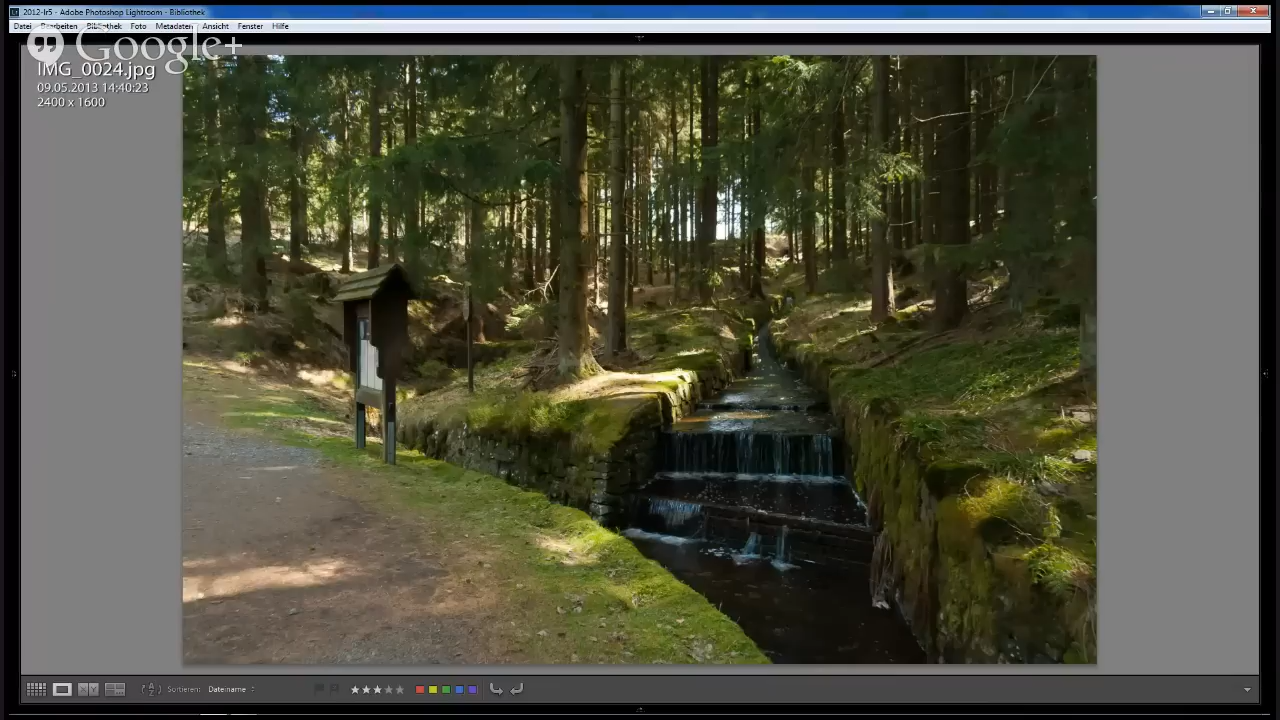 2012-lr5 - Adobe Photoshop Lightroom - Bibliothek
Datei Bearbeiten Bibliothek Foto Metadaten Ansicht Fenster Hilfe
Google+
IMG_0024.jpg
09.05.2013 14:40:23
2400 x 1600
Sortieren: Dateiname